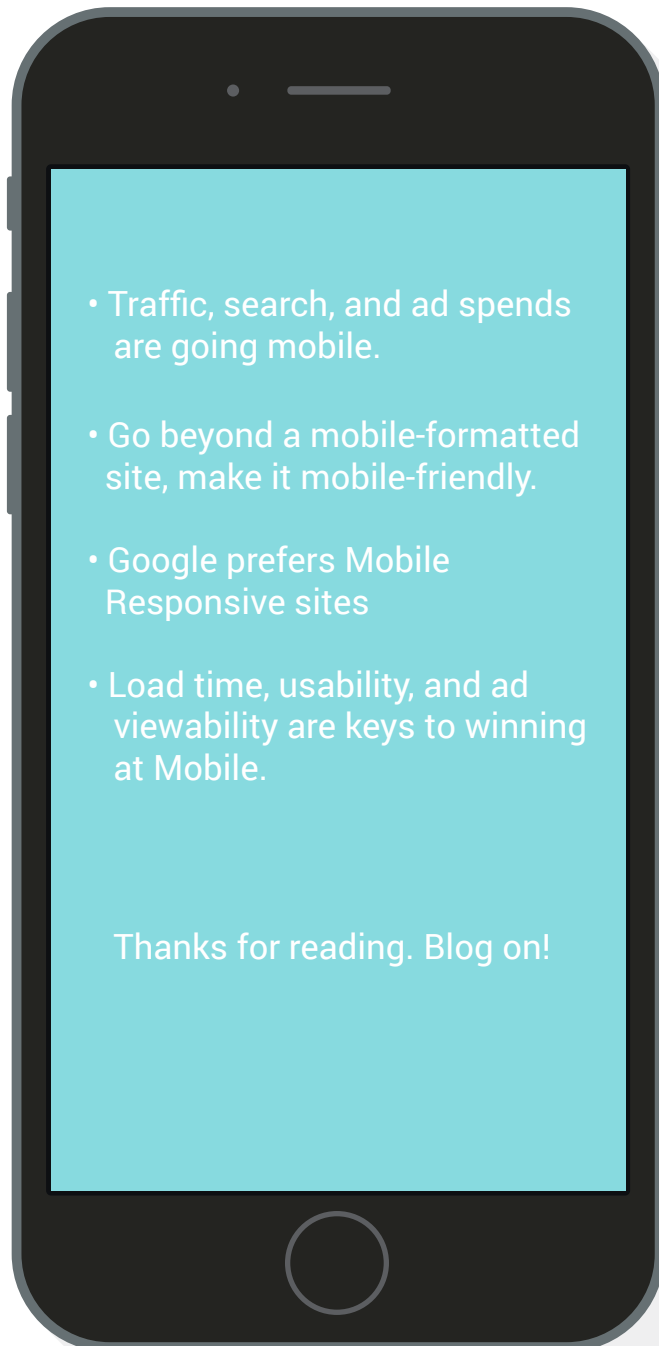 • Traffic, search, and ad spends
are going mobile.
• Go beyond a mobile-formatted
site, make it mobile-friendly.
• Google prefers Mobile
Responsive sites
• Load time, usability, and ad
viewability are keys to winning
at Mobile.
Thanks for reading. Blog on!